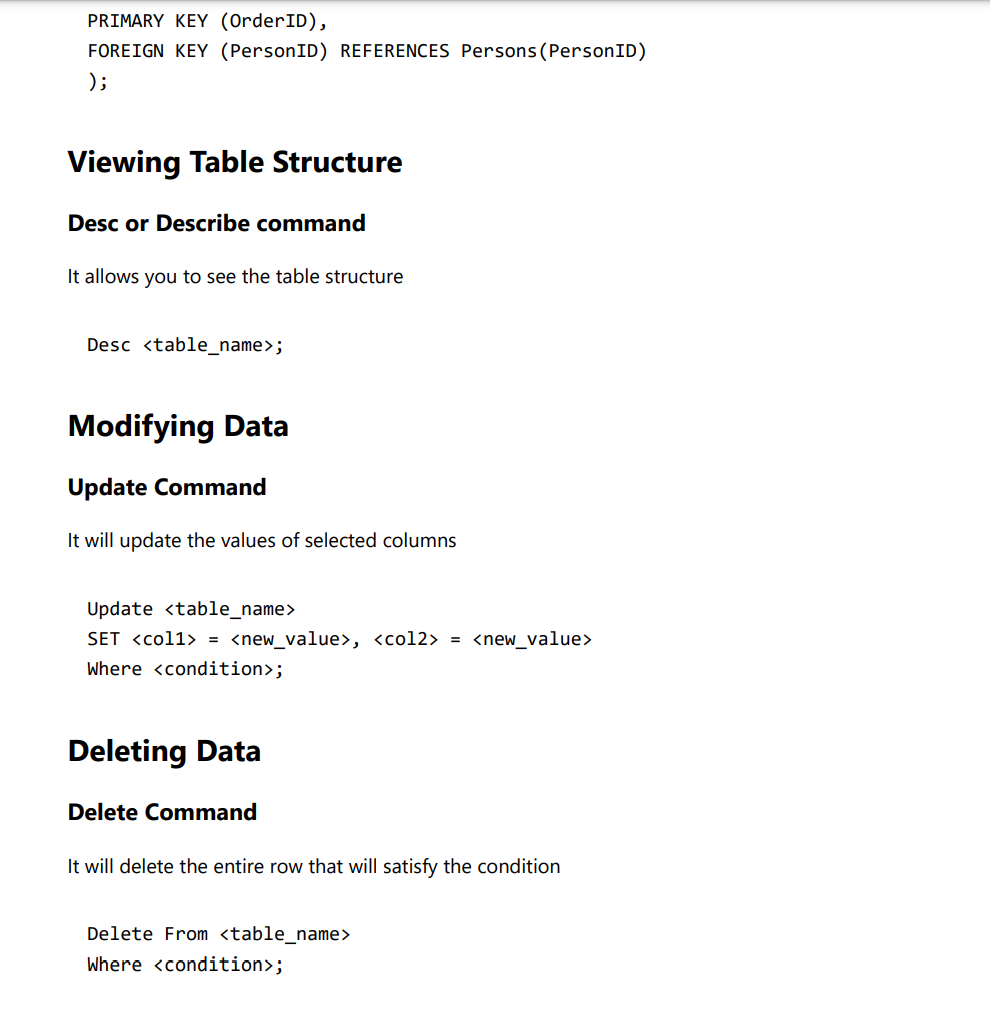 PRIMARY KEY (OrderID),
FOREIGN KEY (PersonID) REFERENCES Persons(PersonID)
);
Viewing Table Structure
Desc or Describe command
It allows you to see the table structure
Desc <table_name>;
Modifying Data
Update Command
It will update the values of selected columns
Update <table_name>
SET <col1> = <new_value>, <col2> = <new_value>
Where <condition>;
Deleting Data
Delete Command
It will delete the entire row that will satisfy the condition
Delete From <table_name>
Where <condition>;